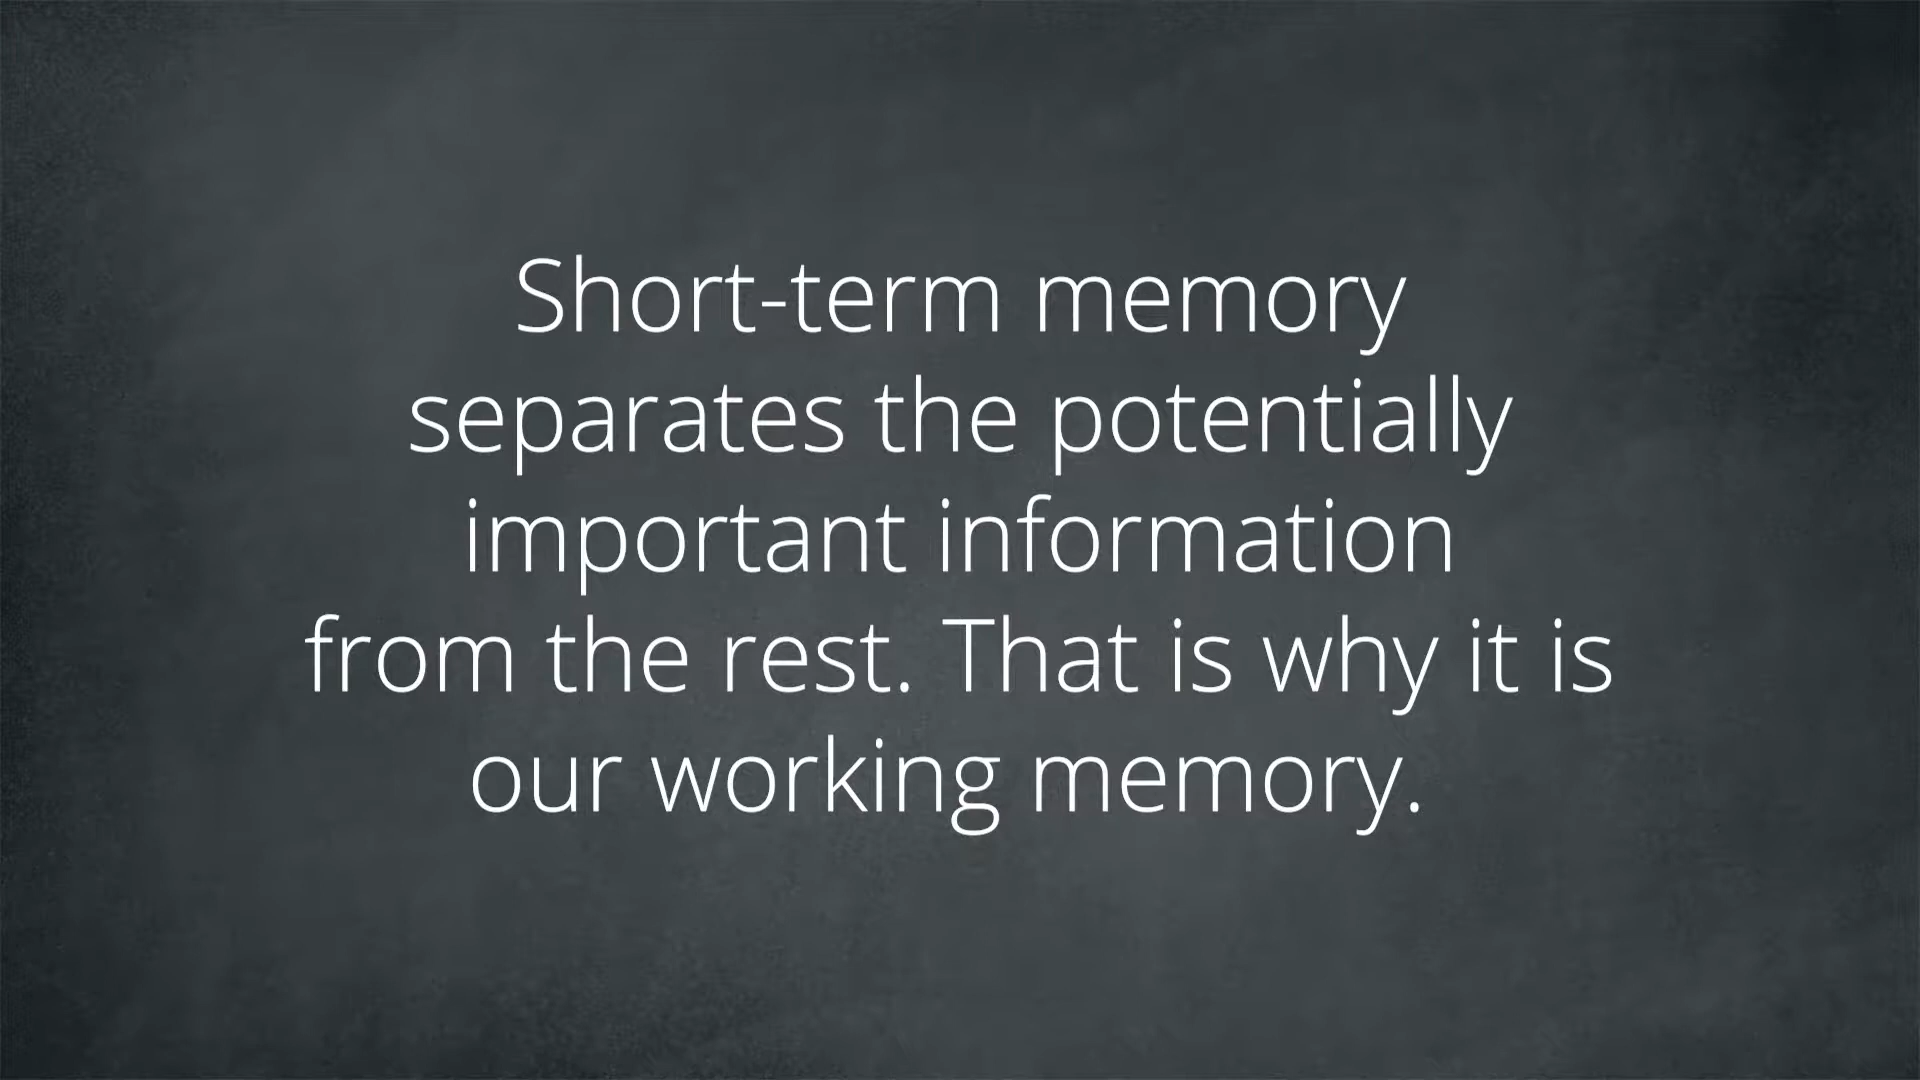 Short-term memory
separates the potentially
important information
from the rest. That is why it is
our working memory.